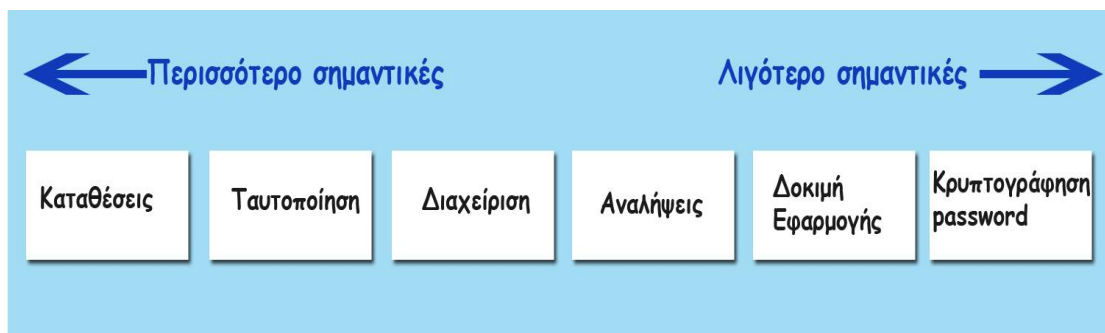 Περισσότερο σημαντικές
Λιγότερο σημαντικές
Καταθέσεις
Ταυτοποίηση
Διαχείριση
Αναλήψεις
Δοκιμή
Εφαρμογής
Κρυπτογράφηση
password